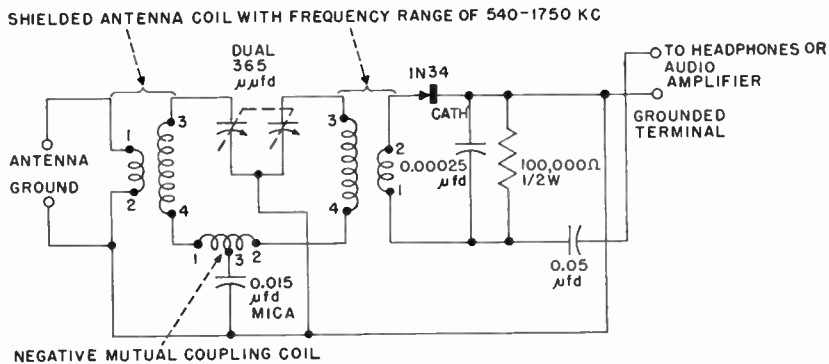 SHIELDED ANTENNA COIL WITH FREQUENCY RANGE OF 540-1750 KC
DUAL
365
μμfd
1N34
CATH
TO HEADPHONES OR
AUDIO
AMPLIFIER
GROUNDED
TERMINAL
ANTENNA
GROUND
1
2
3
4
3
4
2
1
0.00025
μfd
100,000Ω
1/2W
1
3
2
0.015
μfd
MICA
0.05
μfd
NEGATIVE MUTUAL COUPLING COIL